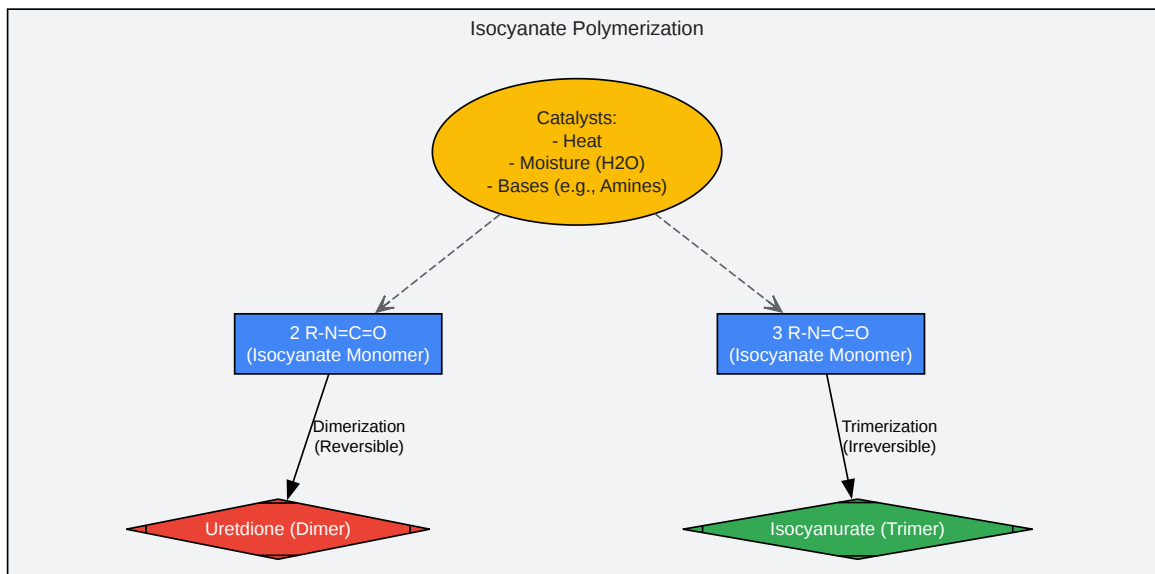 Isocyanate Polymerization
Catalysts:
- Heat
- Moisture (H2O)
- Bases (e.g., Amines)
2 R-N=C=O
(Isocyanate Monomer)
3 R-N=C=O
(Isocyanate Monomer)
Dimerization
(Reversible)
Trimerization
(Irreversible)
Uretdione (Dimer)
Isocyanurate (Trimer)